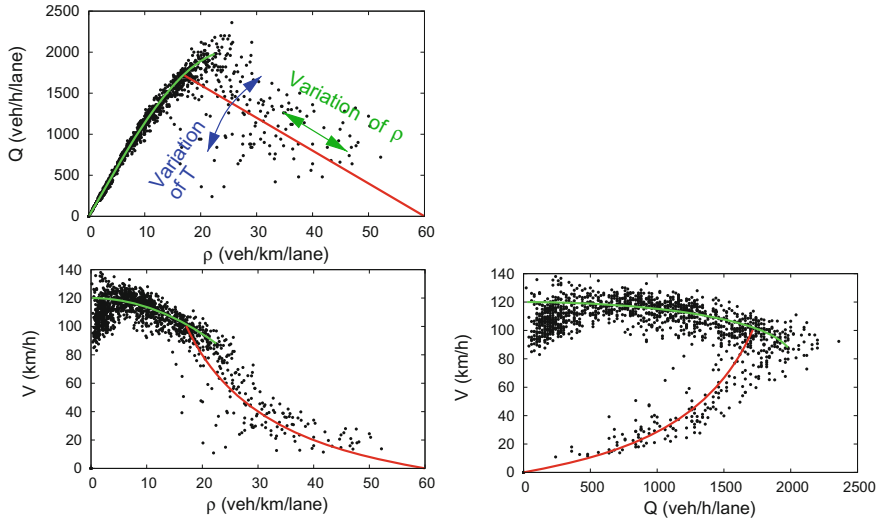 2500
2000
1500
1000
500
0
Q (veh/h/lane)
Variation of T
Variation of ρ
0 10 20 30 40 50 60
ρ (veh/km/lane)
140
120
100
80
60
40
20
0
V (km/h)
0 10 20 30 40 50 60
ρ (veh/km/lane)
140
120
100
80
60
40
20
0
V (km/h)
0 500 1000 1500 2000 2500
Q (veh/h/lane)